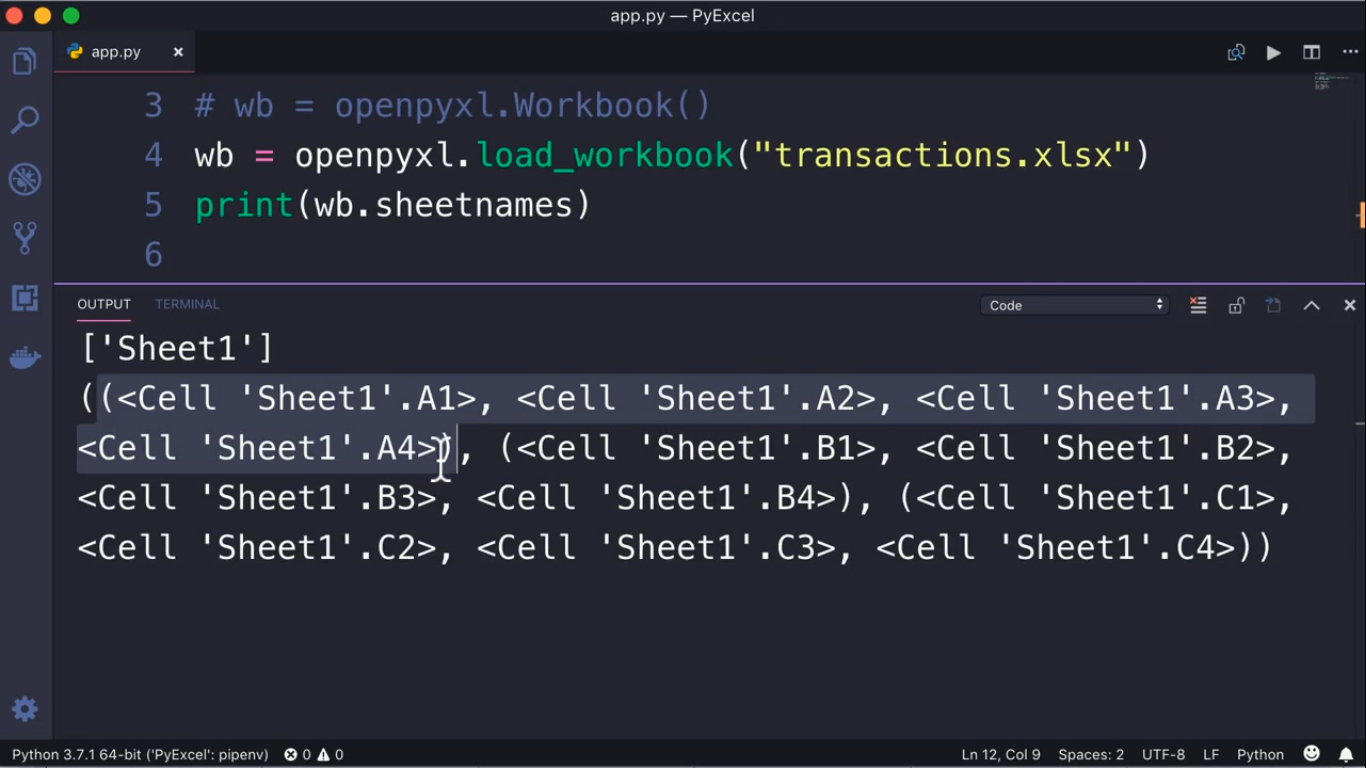 app.py — PyExcel
app.py
3 # wb = openpyxl.Workbook()
4 wb = openpyxl.load_workbook("transactions.xlsx")
5 print(wb.sheetnames)
6
OUTPUT TERMINAL Code
['Sheet1']
((<Cell 'Sheet1'.A1>, <Cell 'Sheet1'.A2>, <Cell 'Sheet1'.A3>,
<Cell 'Sheet1'.A4>), (<Cell 'Sheet1'.B1>, <Cell 'Sheet1'.B2>,
<Cell 'Sheet1'.B3>, <Cell 'Sheet1'.B4>), (<Cell 'Sheet1'.C1>,
<Cell 'Sheet1'.C2>, <Cell 'Sheet1'.C3>, <Cell 'Sheet1'.C4>))
Python 3.7.1 64-bit ('PyExcel': pipenv) 0 0 Ln 12, Col 9 Spaces: 2 UTF-8 LF Python